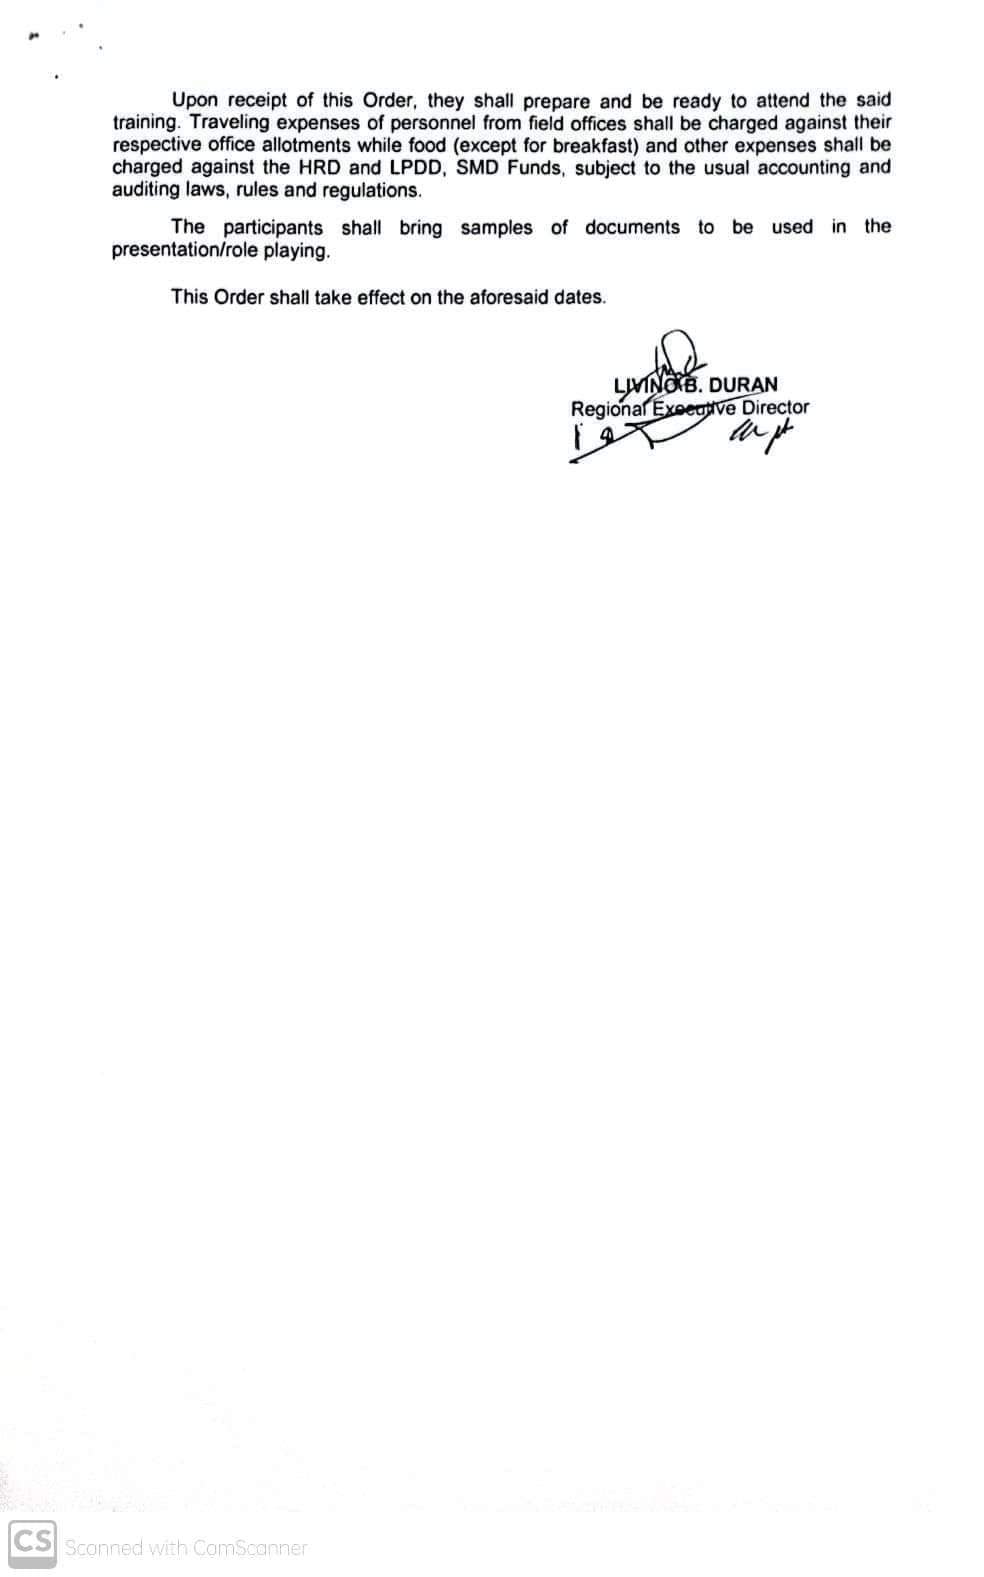 Upon receipt of this Order, they shall prepare and be ready to attend the said
training. Traveling expenses of personnel from field offices shall be charged against their
respective office allotments while food (except for breakfast) and other expenses shall be
charged against the HRD and LPDD, SMD Funds, subject to the usual accounting and
auditing laws, rules and regulations.
The participants shall bring samples of documents to be used in the
presentation/role playing.
This Order shall take effect on the aforesaid dates.
LIVINO B. DURAN
Regional Executive Director
CS Scanned with CamScanner